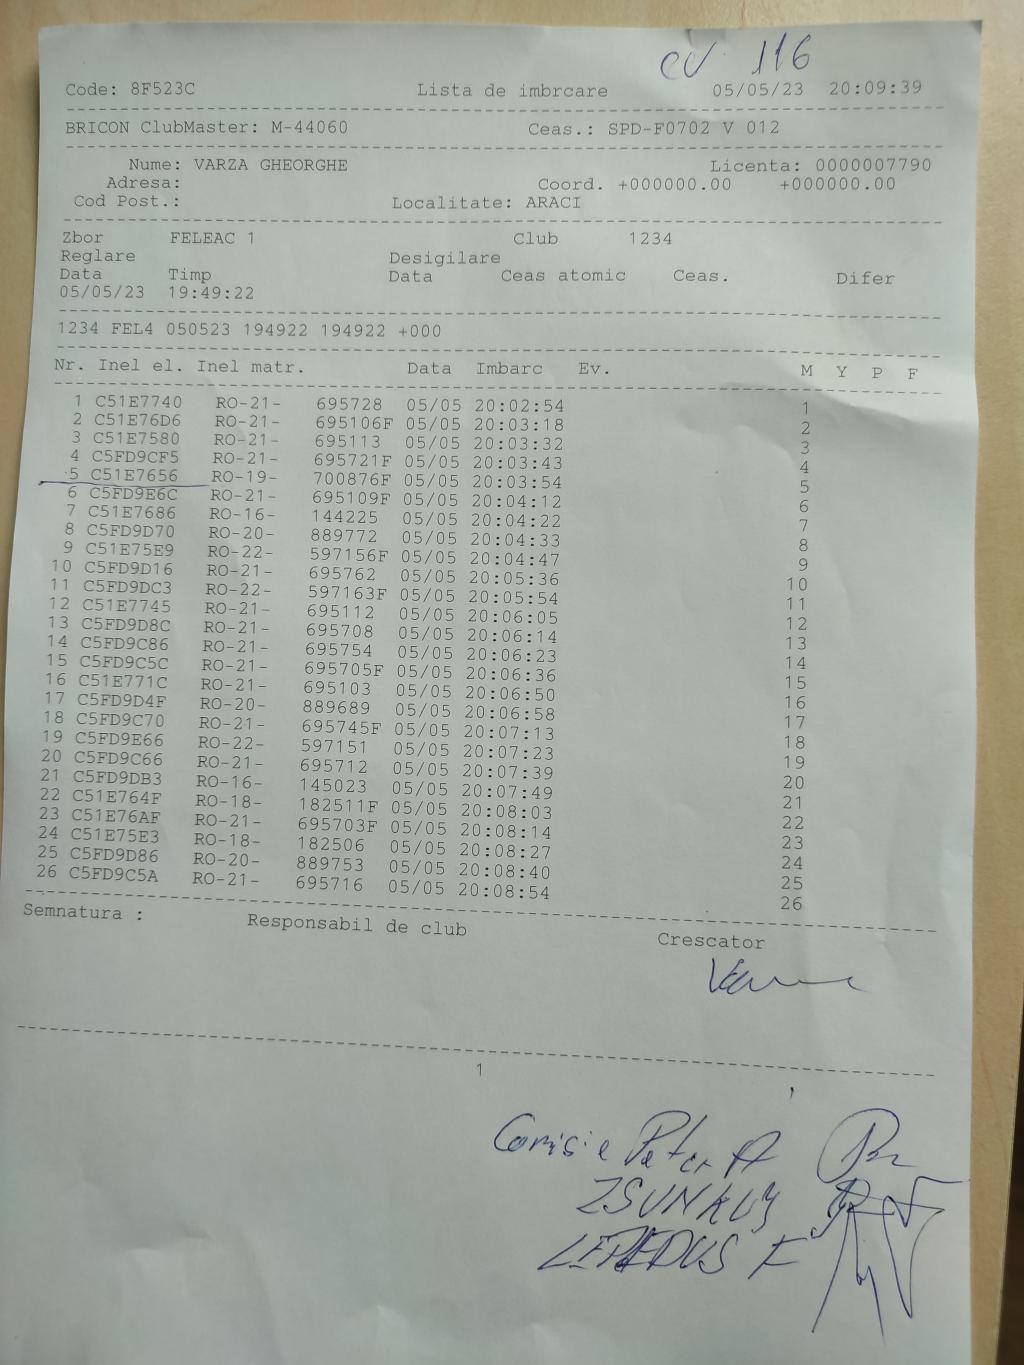 CU 116
Code: 8F523C Lista de imbrcare 05/05/23 20:09:39
BRICON ClubMaster: M-44060 Ceas.: SPD-F0702 V 012
Nume: VARZA GHEORGHE Licenta: 0000007790
Adresa: Coord. +000000.00 +000000.00
Cod Post.: Localitate: ARACI
Zbor FELEAC 1 Club 1234
Reglare Desigilare
Data Timp Data Ceas atomic Ceas. Difer
05/05/23 19:49:22
1234 FEL4 050523 194922 194922 +000
Nr. Inel el. Inel matr. Data Imbarc Ev. M Y P F
1 C51E7740 RO-21- 695728 05/05 20:02:54 1
2 C51E76D6 RO-21- 695106F 05/05 20:03:18 2
3 C51E7580 RO-21- 695113 05/05 20:03:32 3
4 C5FD9CF5 RO-21- 695721F 05/05 20:03:43 4
5 C51E7656 RO-19- 700876F 05/05 20:03:54 5
6 C5FD9E6C RO-21- 695109F 05/05 20:04:12 6
7 C51E7686 RO-16- 144225 05/05 20:04:22 7
8 C5FD9D70 RO-20- 889772 05/05 20:04:33 8
9 C51E75E9 RO-22- 597156F 05/05 20:04:47 9
10 C5FD9D16 RO-21- 695762 05/05 20:05:36 10
11 C5FD9DC3 RO-22- 597163F 05/05 20:05:54 11
12 C51E7745 RO-21- 695112 05/05 20:06:05 12
13 C5FD9D8C RO-21- 695708 05/05 20:06:14 13
14 C5FD9C86 RO-21- 695754 05/05 20:06:23 14
15 C5FD9C5C RO-21- 695705F 05/05 20:06:36 15
16 C51E771C RO-21- 695103 05/05 20:06:50 16
17 C5FD9D4F RO-20- 889689 05/05 20:06:58 17
18 C5FD9C70 RO-21- 695745F 05/05 20:07:13 18
19 C5FD9E66 RO-22- 597151 05/05 20:07:23 19
20 C5FD9C66 RO-21- 695712 05/05 20:07:39 20
21 C5FD9DB3 RO-16- 145023 05/05 20:07:49 21
22 C51E764F RO-18- 182511F 05/05 20:08:03 22
23 C51E76AF RO-21- 695703F 05/05 20:08:14 23
24 C51E75E3 RO-18- 182506 05/05 20:08:27 24
25 C5FD9D86 RO-20- 889753 05/05 20:08:40 25
26 C5FD9C5A RO-21- 695716 05/05 20:08:54 26
Semnatura : Responsabil de club Crescator
1
Comisie Peter A
ZSUNKUJ
LEPEDUS F